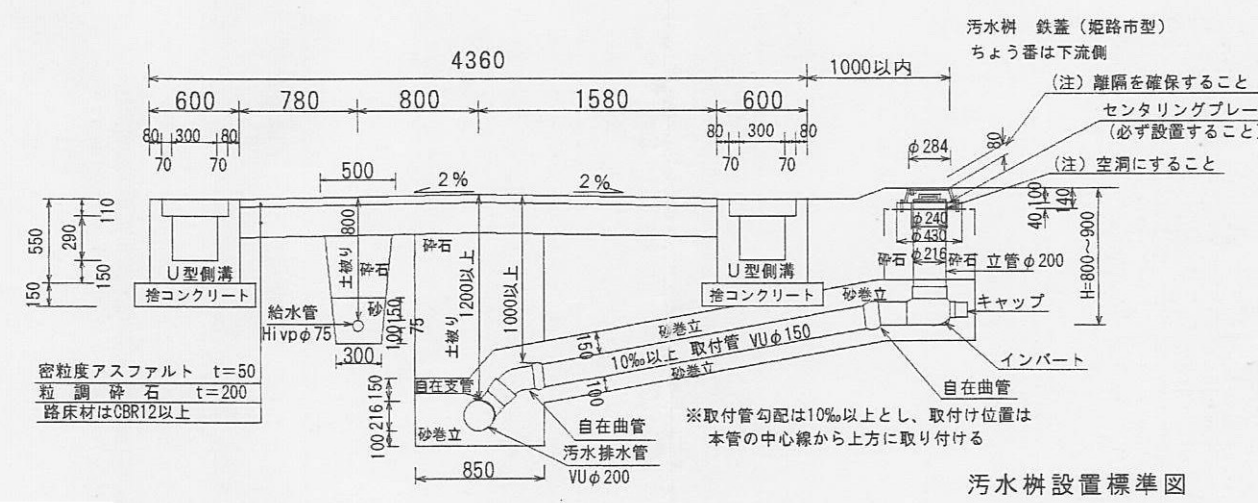 汚水桝 鉄蓋(姫路市型)
ちょう番は下流側
4360
1000以内
(注)離隔を確保すること
600
780
800
1580
600
センタリングプレー
(必ず設置すること)
80 300 80
70 70
80 300 80
70 70
φ284
80
(注)空洞にすること
500
2%
2%
110
550
290
150
150
800
土被り
砕石
砕石
土被り
1200以上
1000以上
100
140
40
φ240
φ430
φ216
砕石
砕石
立管φ200
H=800~900
U型側溝
捨コンクリート
U型側溝
捨コンクリート
給水管
Hivpφ75
砂
150
75
100
300
砂巻立
砂巻立
キャップ
150
10‰以上 取付管 VUφ150
砂巻立
100
インバート
自在曲管
密粒度アスファルト t=50
粒調砕石 t=200
路床材はCBR12以上
自在支管
150
216
100
砂巻立
自在曲管
汚水排水管
VUφ200
850
※取付管勾配は10‰以上とし、取付け位置は
本管の中心線から上方に取り付ける
汚水桝設置標準図